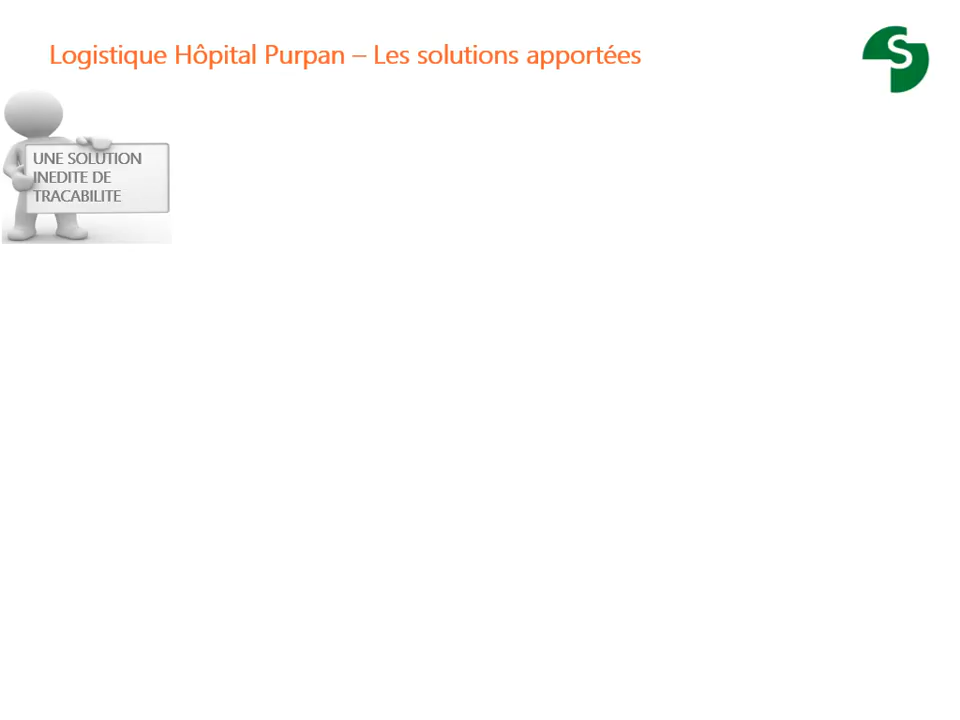 Logistique Hôpital Purpan – Les solutions apportées
S
UNE SOLUTION
INEDITE DE
TRACABILITE